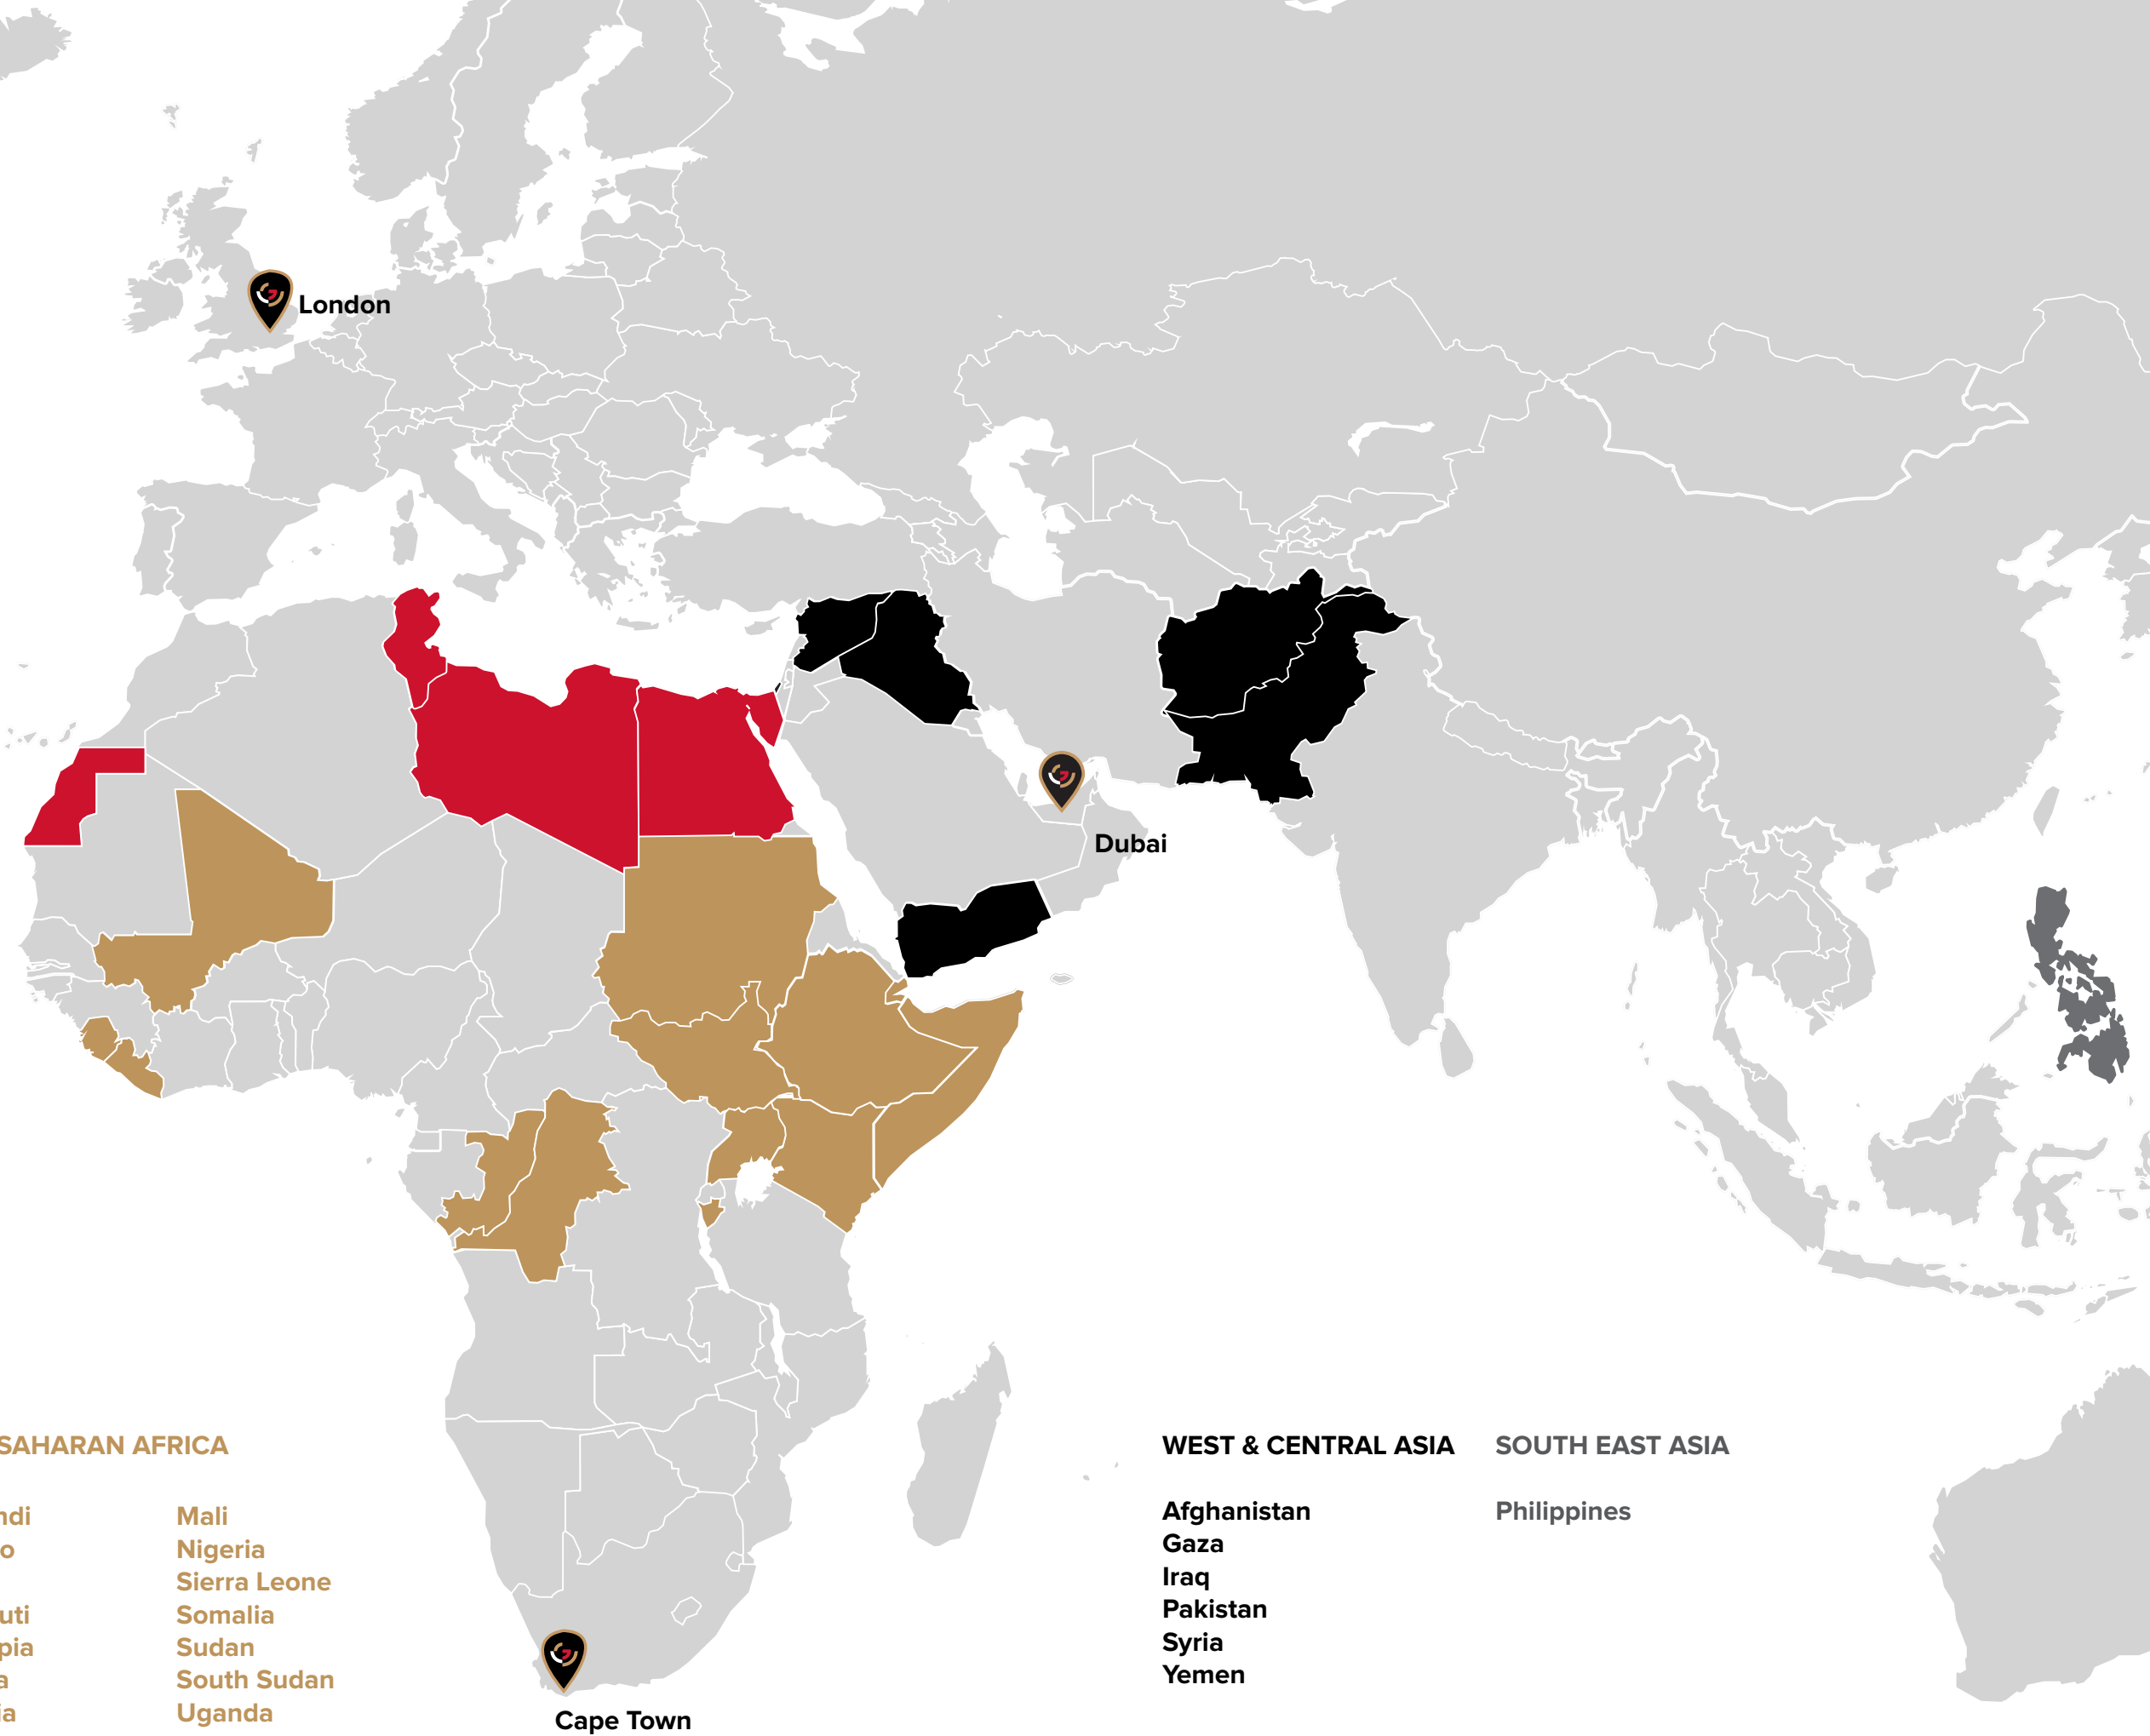 London
Dubai
SAHARAN AFRICA
ndi
o
uti
pia
a
ia
Mali
Nigeria
Sierra Leone
Somalia
Sudan
South Sudan
Uganda
Cape Town
WEST & CENTRAL ASIA
Afghanistan
Gaza
Iraq
Pakistan
Syria
Yemen
SOUTH EAST ASIA
Philippines